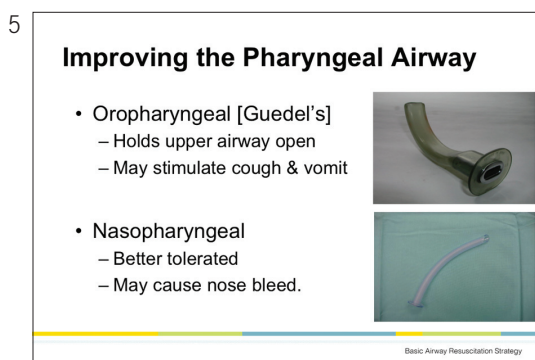 5
Improving the Pharyngeal Airway
• Oropharyngeal [Guedel's]
– Holds upper airway open
– May stimulate cough & vomit
• Nasopharyngeal
– Better tolerated
– May cause nose bleed.
Basic Airway Resuscitation Strategy